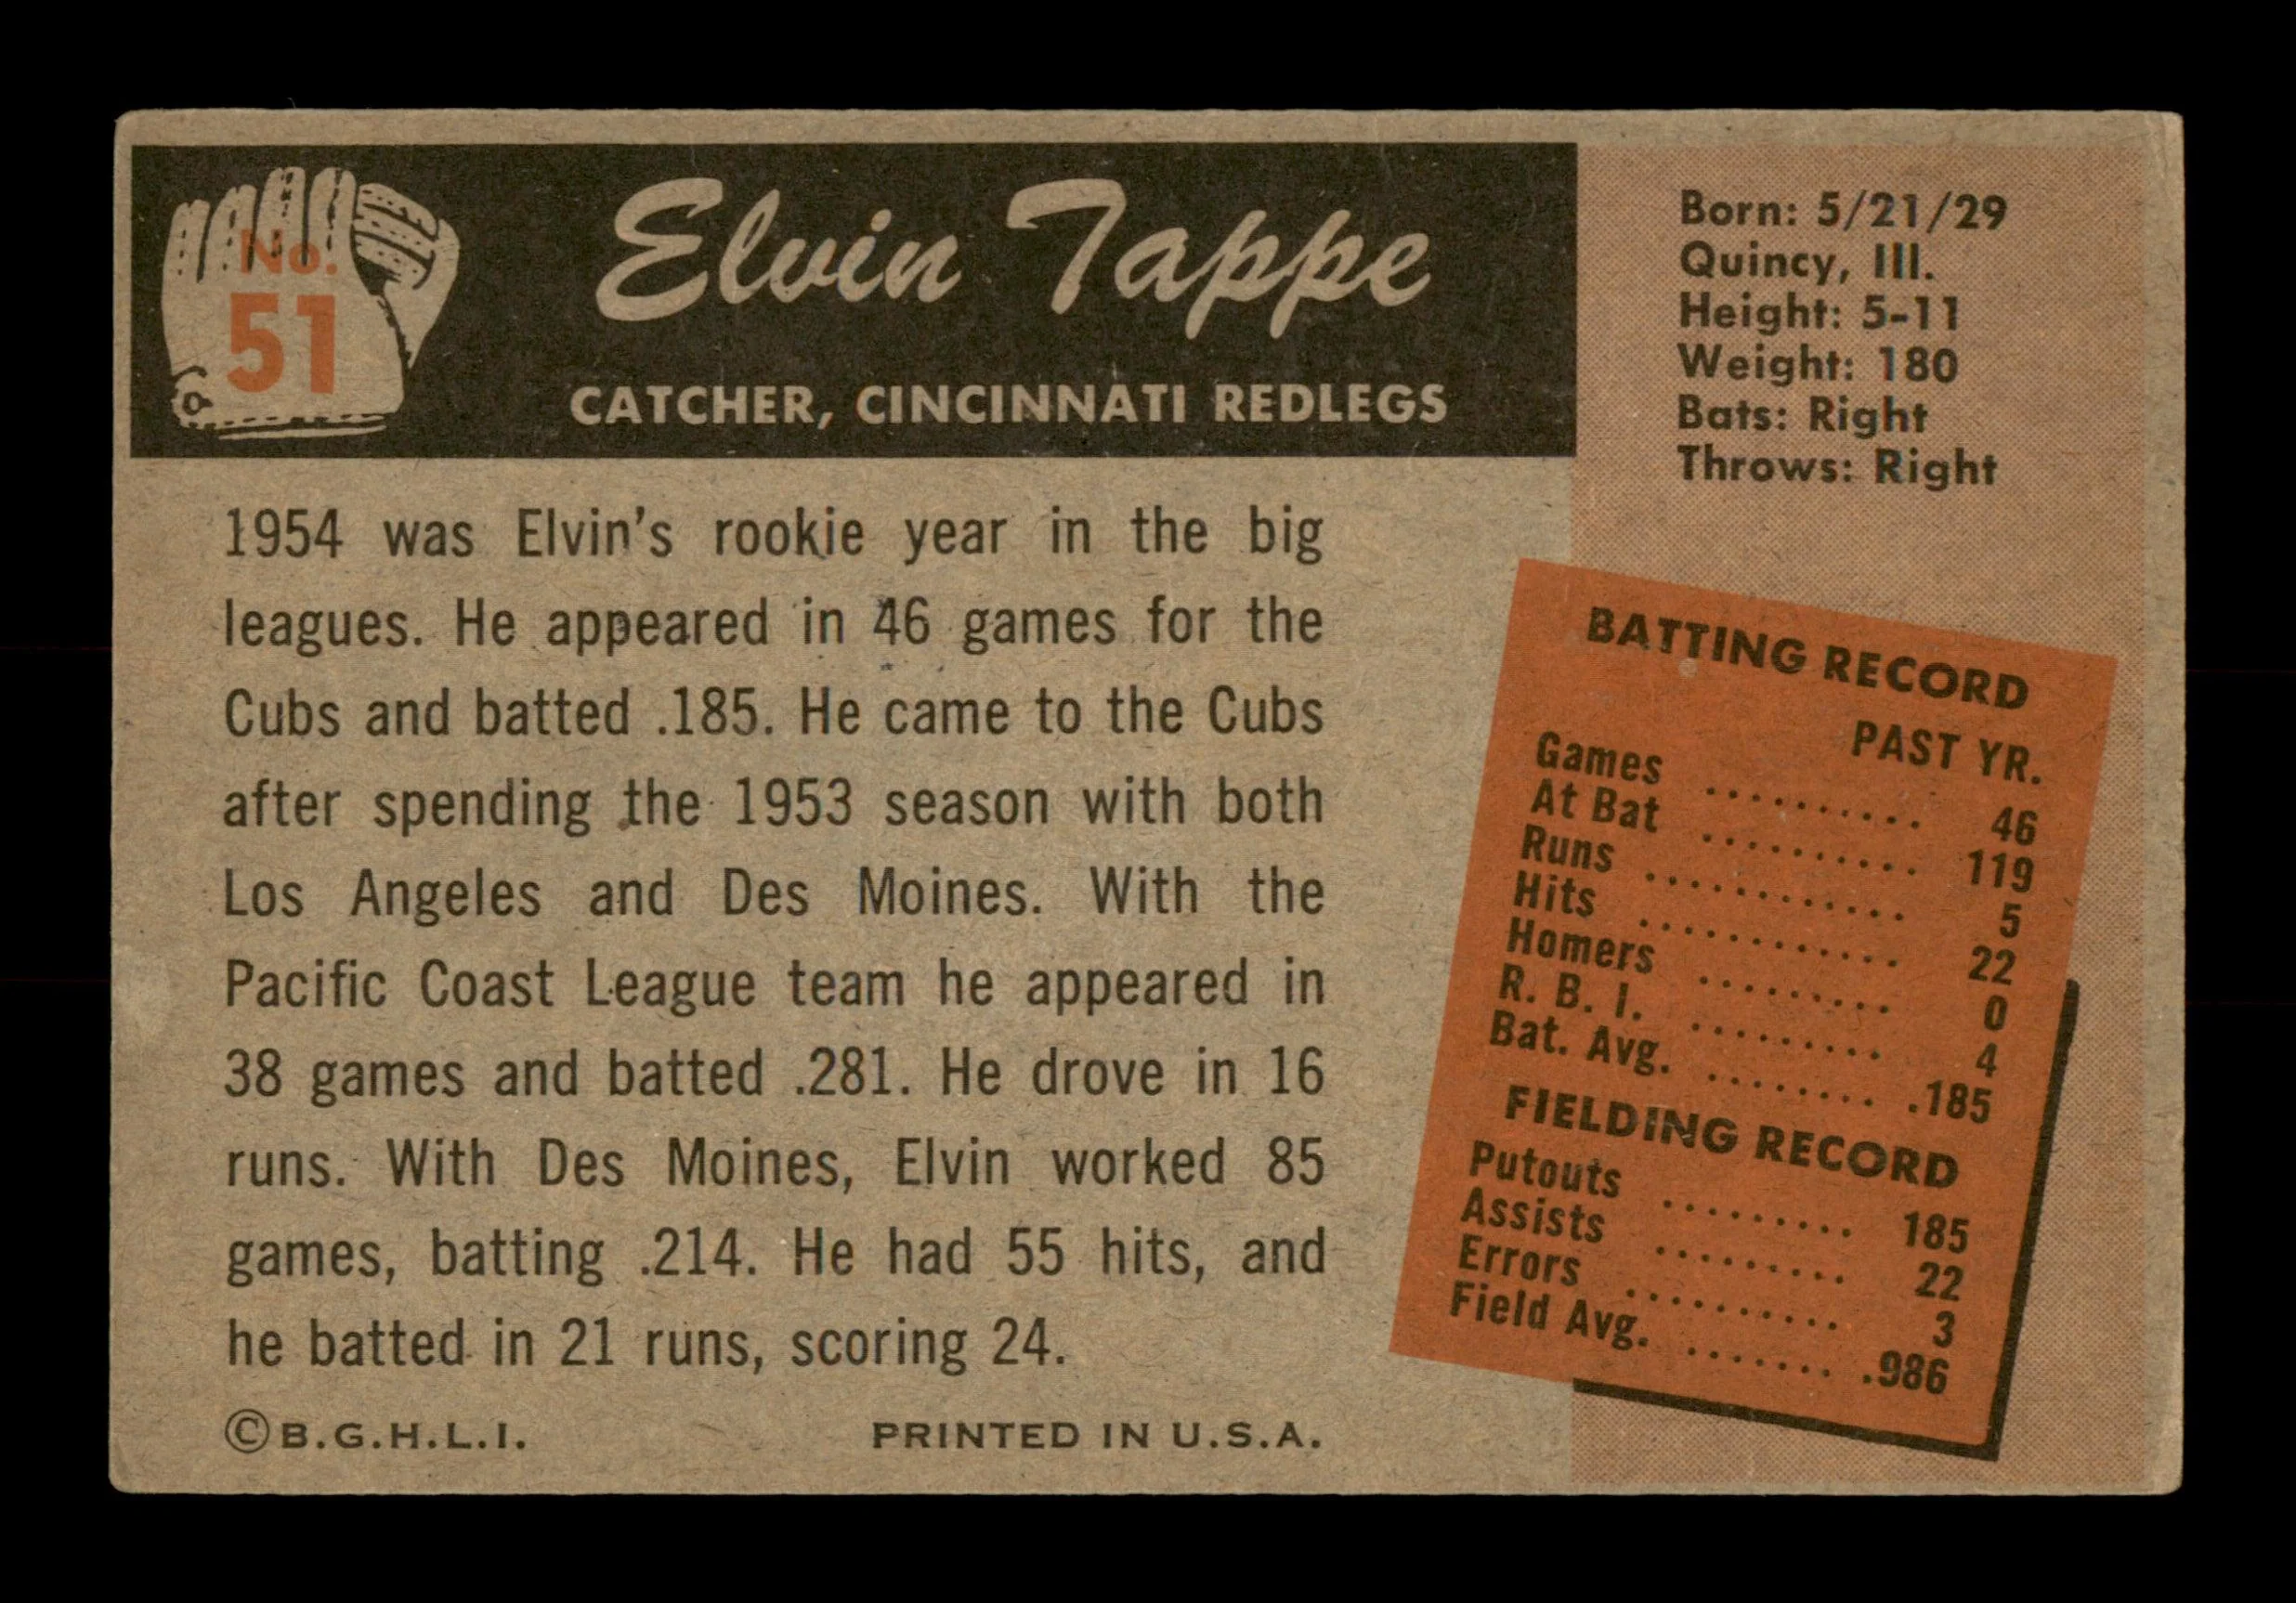 No.
51
Elvin Tappe
CATCHER, CINCINNATI REDLEGS
Born: 5/21/29
Quincy, Ill.
Height: 5-11
Weight: 180
Bats: Right
Throws: Right
1954 was Elvin's rookie year in the big
leagues. He appeared in 46 games for the
Cubs and batted .185. He came to the Cubs
after spending the 1953 season with both
Los Angeles and Des Moines. With the
Pacific Coast League team he appeared in
38 games and batted .281. He drove in 16
runs. With Des Moines, Elvin worked 85
games, batting .214. He had 55 hits, and
he batted in 21 runs, scoring 24.
©B.G.H.L.I. PRINTED IN U.S.A.
BATTING RECORD
PAST YR.
Games ......... 46
At Bat .......... 119
Runs ............ 5
Hits ............ 22
Homers ......... 0
R. B. I. ......... 4
Bat. Avg. ........ .185
FIELDING RECORD
Putouts ......... 185
Assists ......... 22
Errors .......... 3
Field Avg. ....... .986